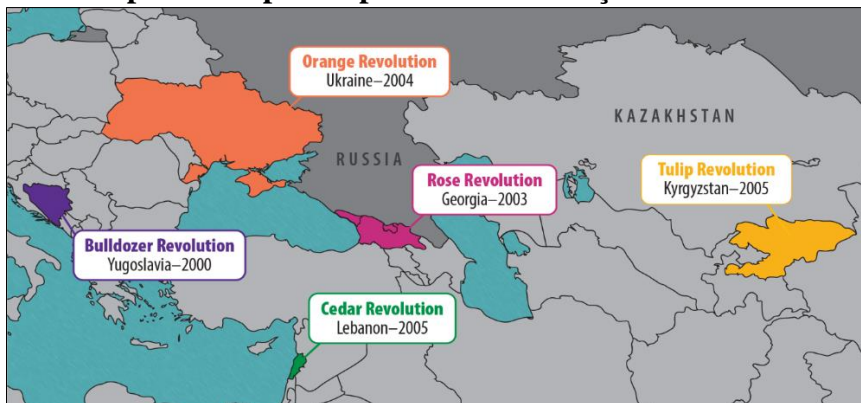 Orange Revolution
Ukraine–2004
KAZAKHSTAN
RUSSIA
Rose Revolution
Georgia–2003
Tulip Revolution
Kyrgyzstan–2005
Bulldozer Revolution
Yugoslavia–2000
Cedar Revolution
Lebanon–2005